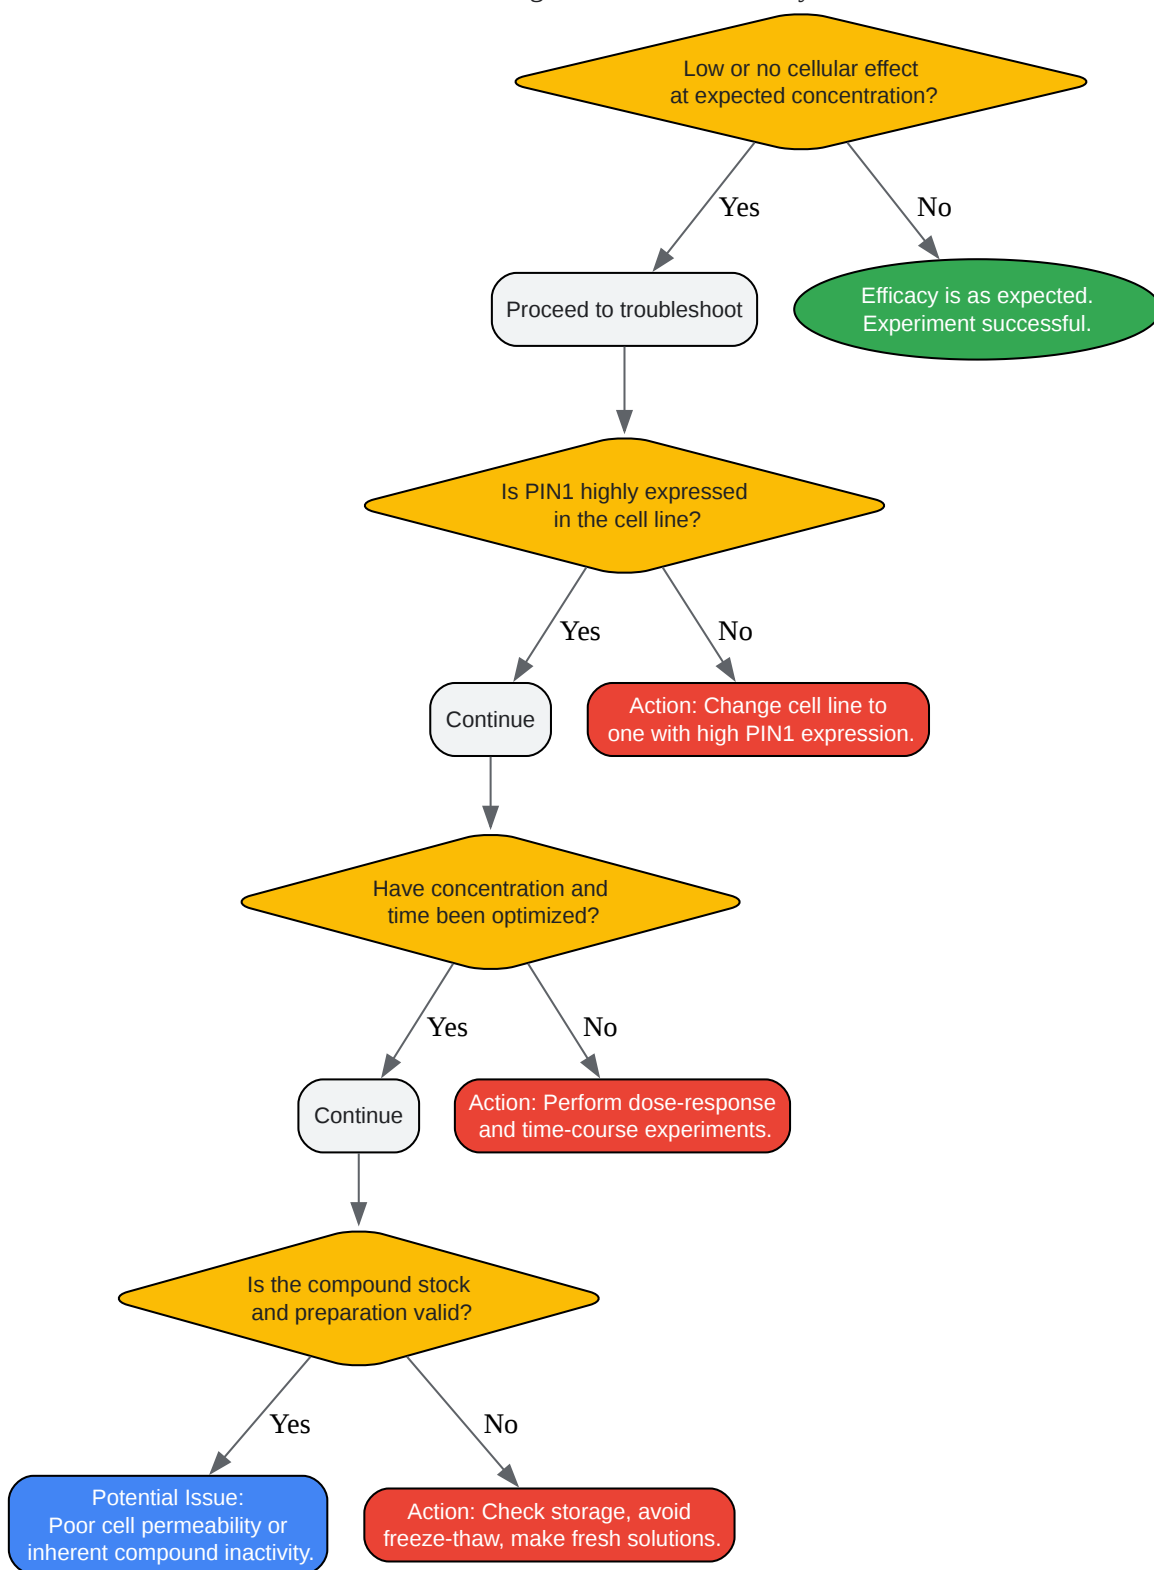 Low or no cellular effect
at expected concentration?
Yes
No
Proceed to troubleshoot
Efficacy is as expected.
Experiment successful.
Is PIN1 highly expressed
in the cell line?
Yes
No
Continue
Action: Change cell line to
one with high PIN1 expression.
Have concentration and
time been optimized?
Yes
No
Continue
Action: Perform dose-response
and time-course experiments.
Is the compound stock
and preparation valid?
Yes
No
Potential Issue:
Poor cell permeability or
inherent compound inactivity.
Action: Check storage, avoid
freeze-thaw, make fresh solutions.